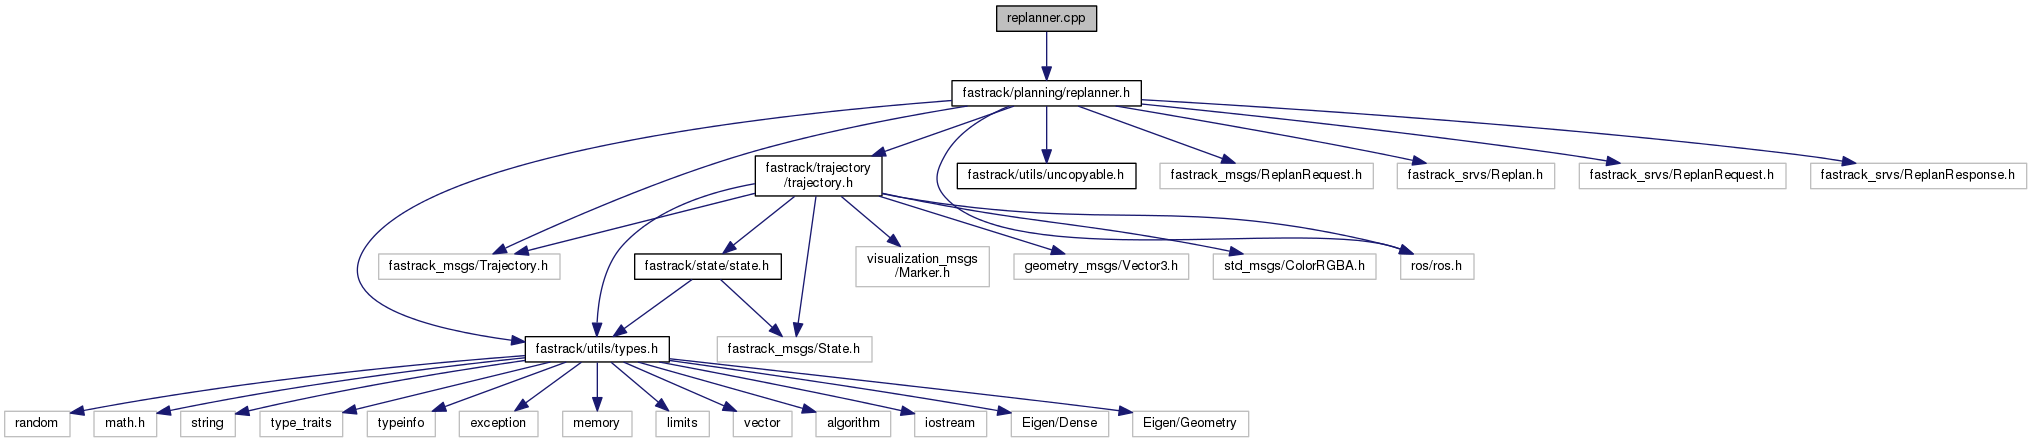 replanner.cpp
fastrack/planning/replanner.h
fastrack/trajectory
/trajectory.h
fastrack/utils/uncopyable.h
fastrack_msgs/ReplanRequest.h
fastrack_srvs/Replan.h
fastrack_srvs/ReplanRequest.h
fastrack_srvs/ReplanResponse.h
fastrack_msgs/Trajectory.h
fastrack/state/state.h
visualization_msgs
/Marker.h
geometry_msgs/Vector3.h
std_msgs/ColorRGBA.h
ros/ros.h
fastrack/utils/types.h
fastrack_msgs/State.h
random
math.h
string
type_traits
typeinfo
exception
memory
limits
vector
algorithm
iostream
Eigen/Dense
Eigen/Geometry